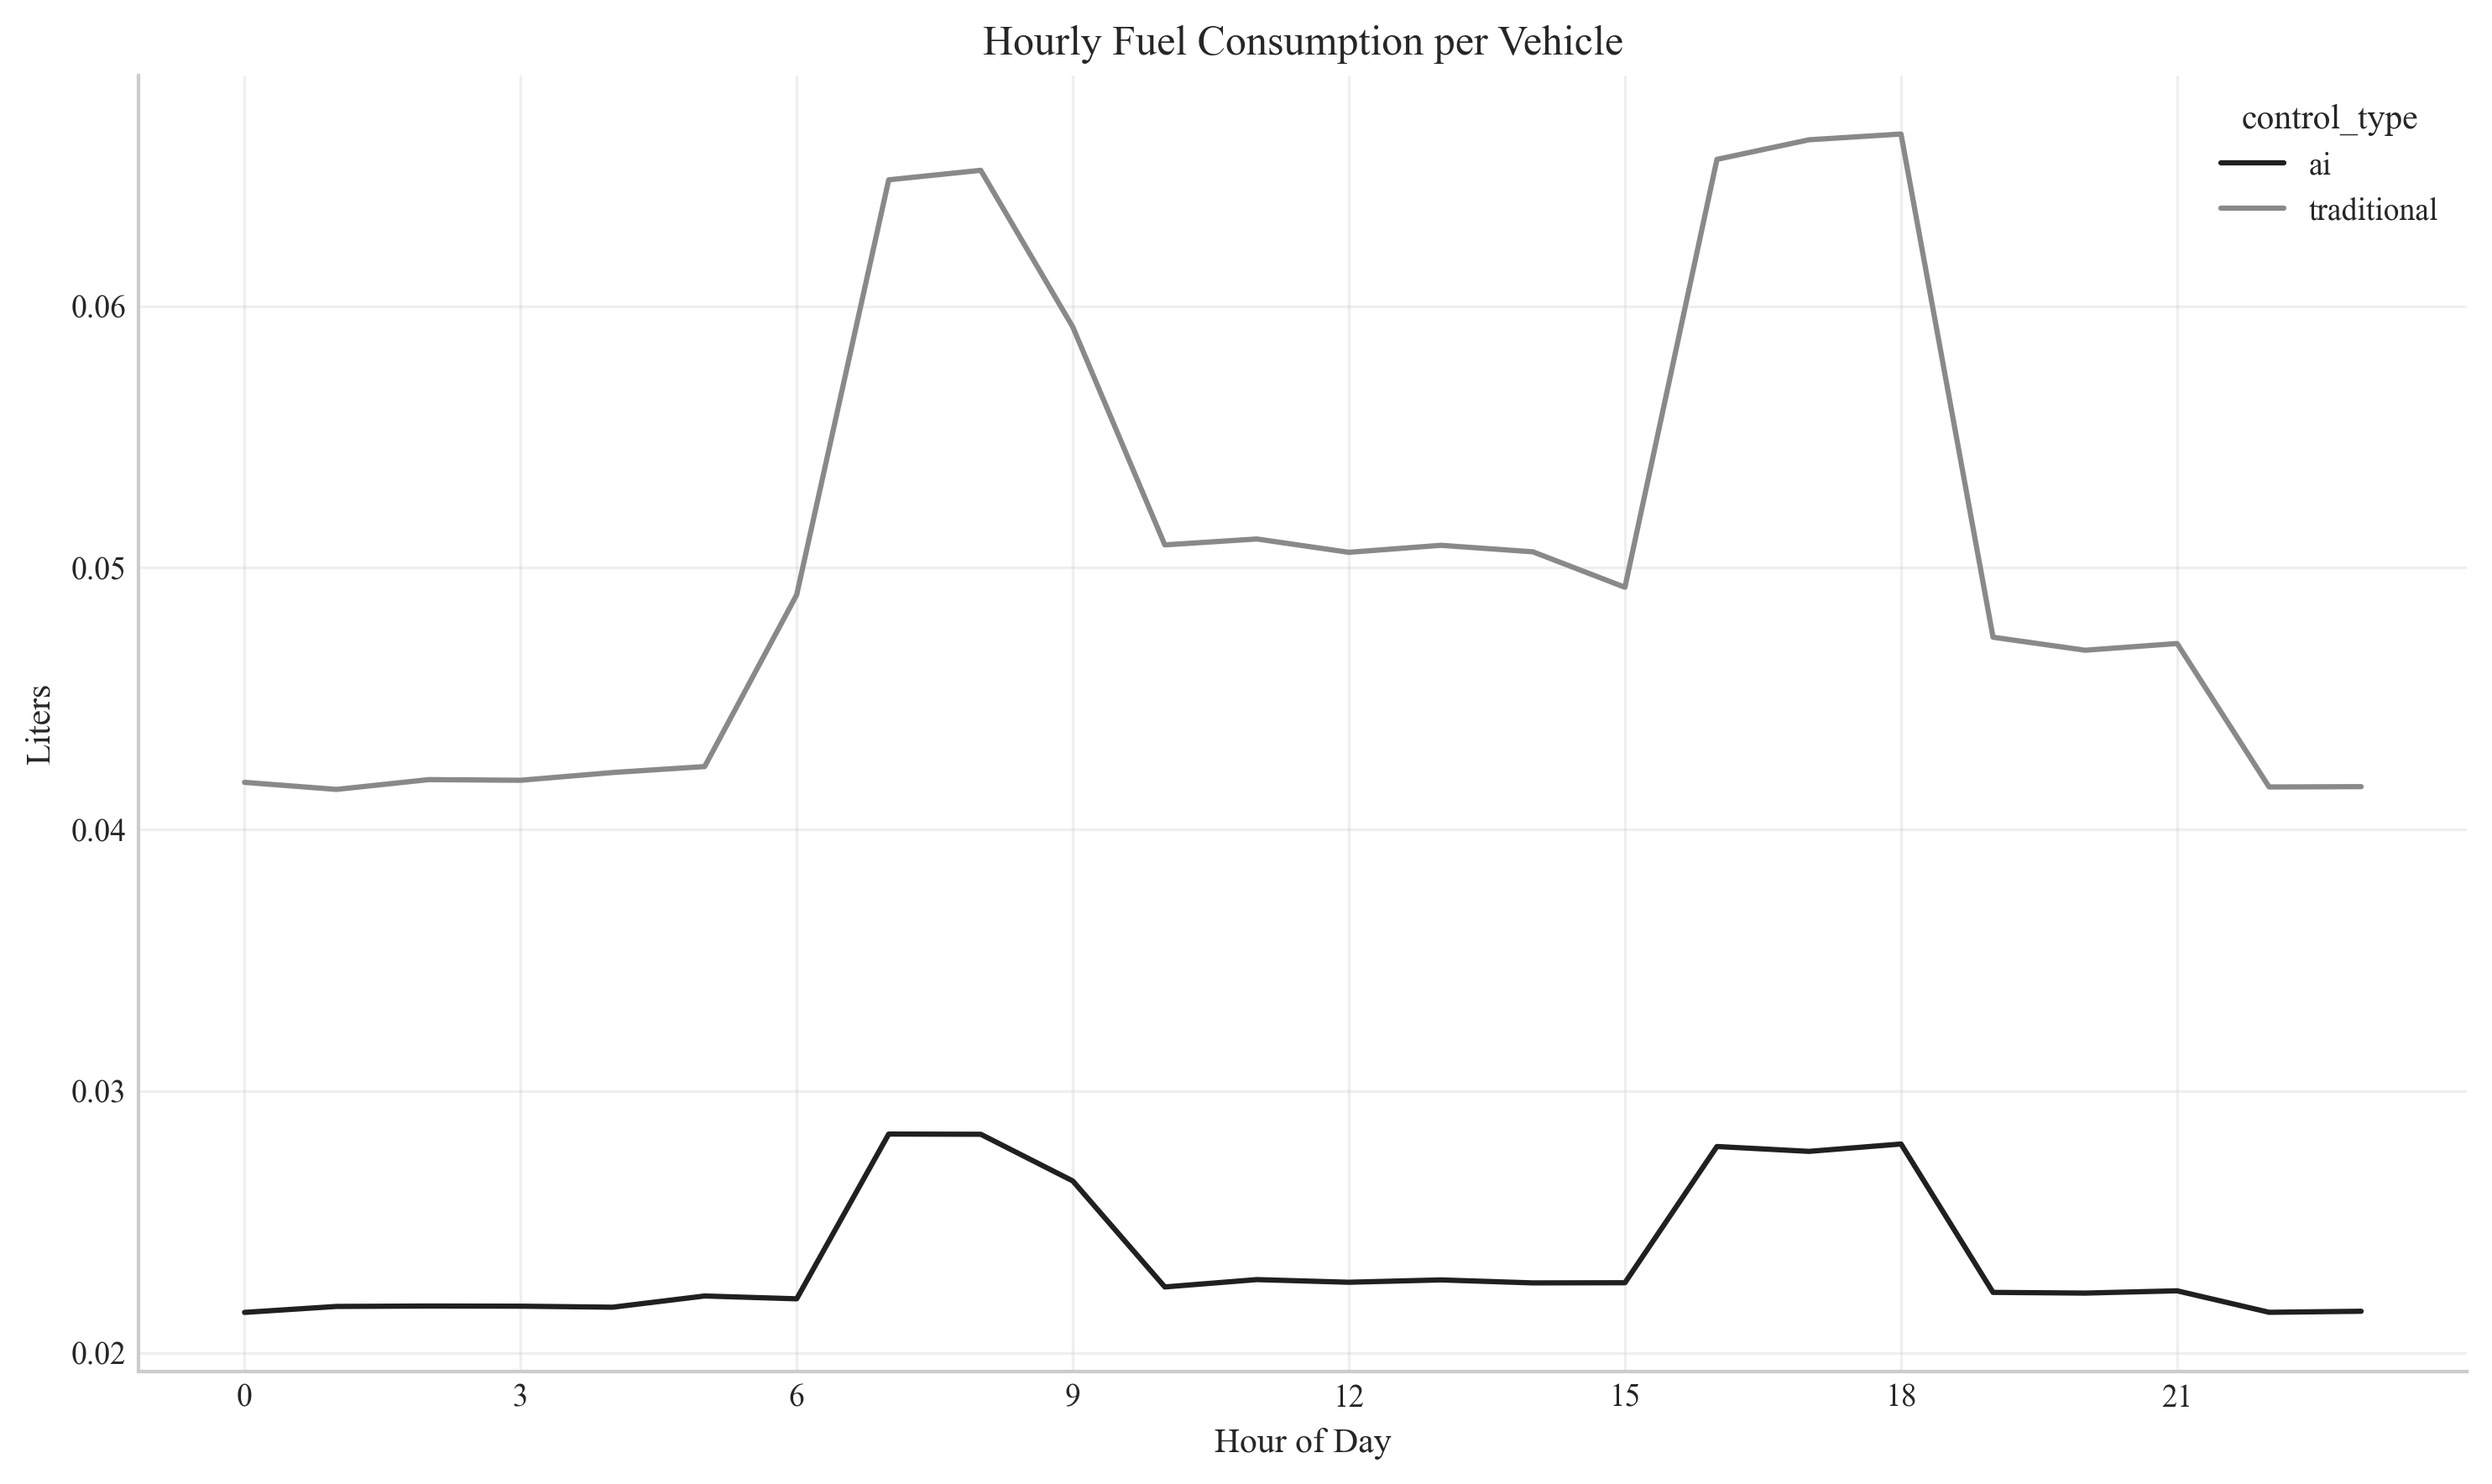 Hourly Fuel Consumption per Vehicle
control_type
ai
traditional
0.06
0.05
0.04
0.03
0.02
Liters
0 3 6 9 12 15 18 21
Hour of Day